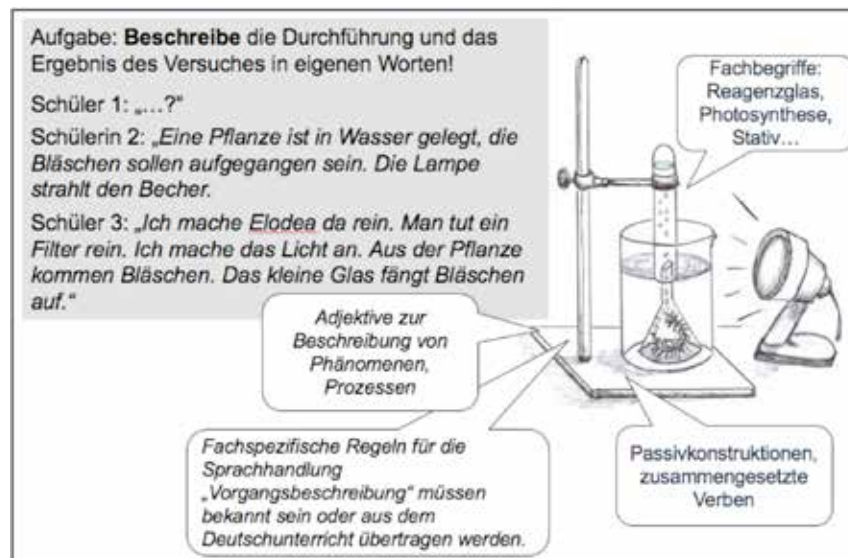 Aufgabe: Beschreibe die Durchführung und das
Ergebnis des Versuches in eigenen Worten!
Schüler 1: „...?"
Schülerin 2: „Eine Pflanze ist in Wasser gelegt, die
Bläschen sollen aufgegangen sein. Die Lampe
strahlt den Becher.
Schüler 3: „Ich mache Elodea da rein. Man tut ein
Filter rein. Ich mache das Licht an. Aus der Pflanze
kommen Bläschen. Das kleine Glas fängt Bläschen
auf."
Fachbegriffe:
Reagenzglas,
Photosynthese,
Stativ...
Adjektive zur
Beschreibung von
Phänomenen,
Prozessen
Fachspezifische Regeln für die
Sprachhandlung
„Vorgangsbeschreibung" müssen
bekannt sein oder aus dem
Deutschunterricht übertragen werden.
Passivkonstruktionen,
zusammengesetzte
Verben